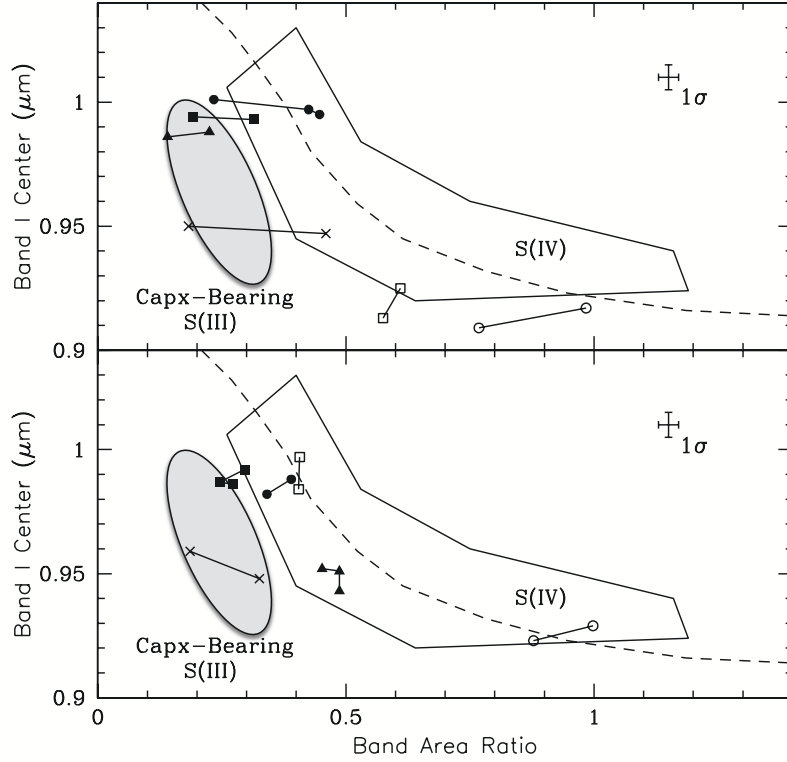 1σ
1
Band I Center (μm)
0.95
S(IV)
Capx-Bearing
S(III)
0.9
1σ
1
Band I Center (μm)
0.95
S(IV)
Capx-Bearing
S(III)
0.9
0
0.5
1
Band Area Ratio